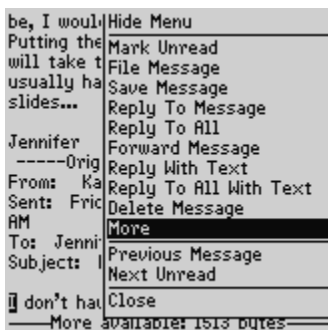 be, I woul Hide Menu
Putting the Mark Unread
will take t File Message
usually ha Save Message
slides... Reply To Message
Reply To All
Jennifer Forward Message
-----Orig Reply With Text
From: Ka Reply To All With Text
Sent: Fric Delete Message
AM More
To: Jenni Previous Message
Subject: Next Unread
don't hav Close
More available: 1513 bytes